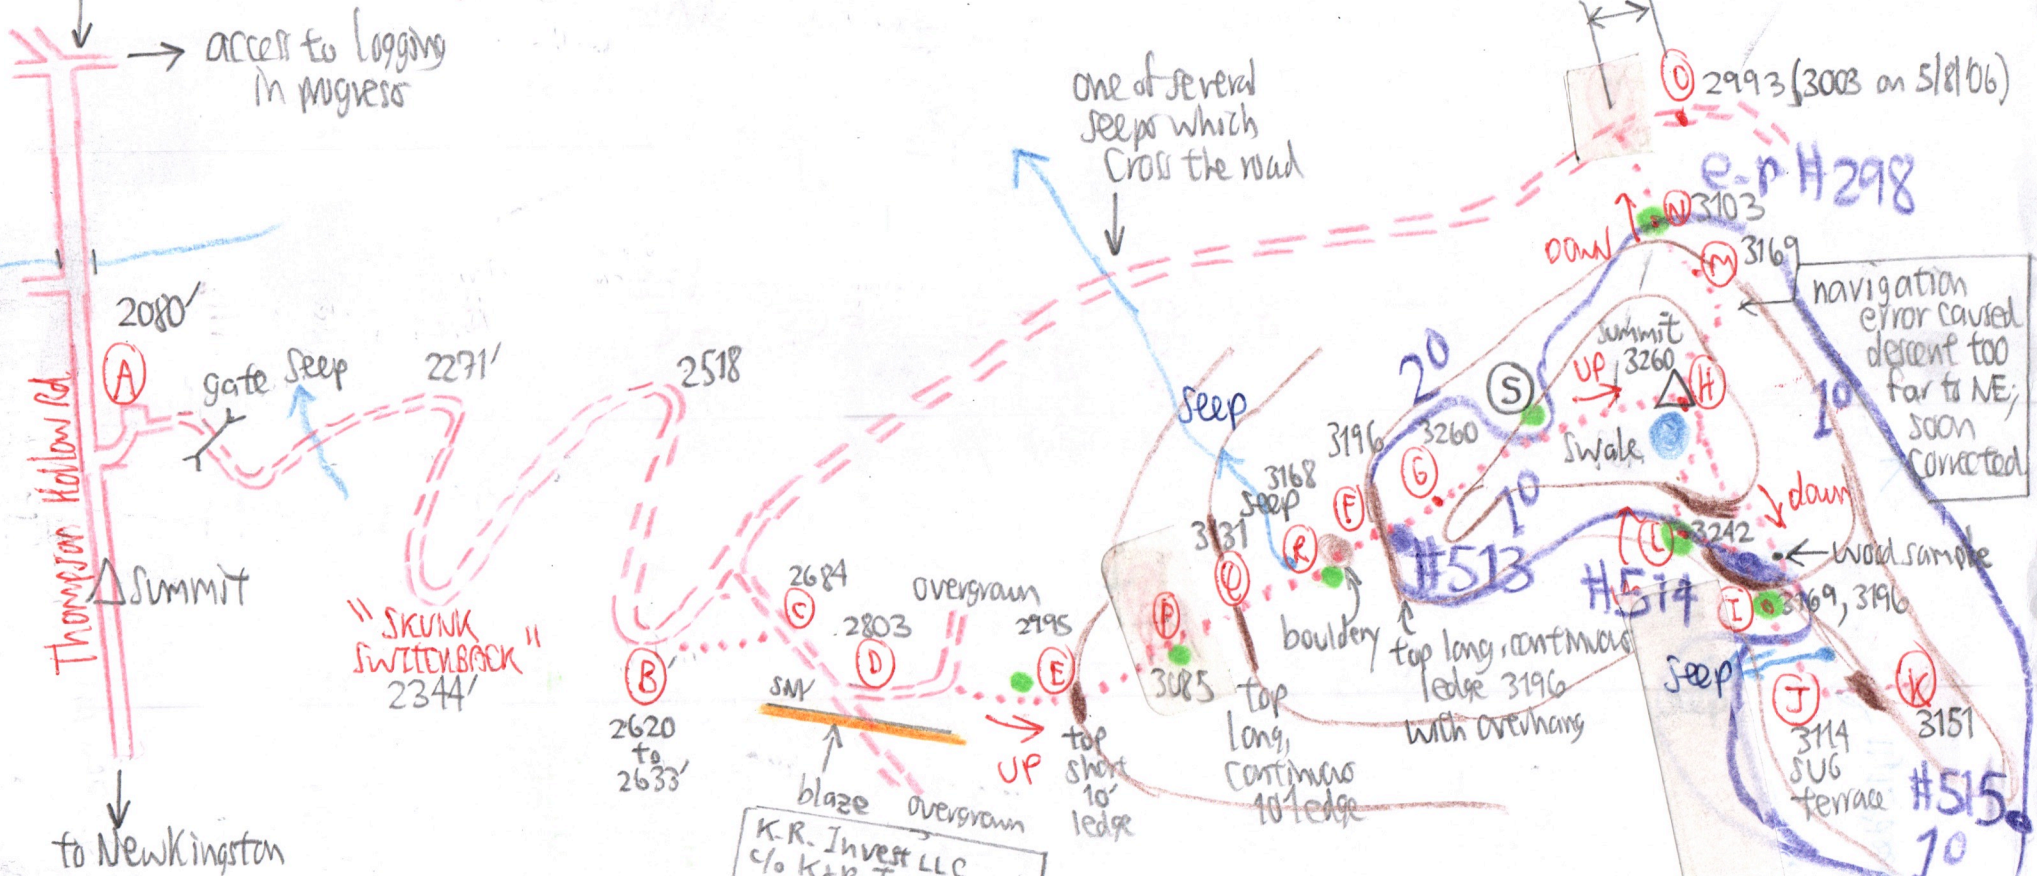 access to logging
in progress
2080'
A
gate
seep
2271'
2518
Thompson Hollow Rd
summit
to New Kingston
"SKUNK
SWITCHBACK"
2344'
B
2620
to
2633'
2684
C
2803
D
overgrown
SW
blaze
overgrown
K.R. Invest LLC
one of several
seeps which
cross the road
seep
2995
E
UP
top
short
10'
ledge
P
3085
3131
Q
top
long,
continuous
10' ledge
3168
seep
R
bouldery
3196
F
3260
G
#513
top long, continuous
ledge 3196
with overhang
2°
1°
S
UP
summit
3260
H
swale
O
2993 (3003 on 5/8/06)
e-p #298
N
3103
DOWN
M
3169
navigation
error caused
descent too
far to NE;
soon
corrected
1°
down
L
3242
wood sample
#514
I
3169, 3196
seep
J
3114
SUG
terrace
K
3151
#515
1°